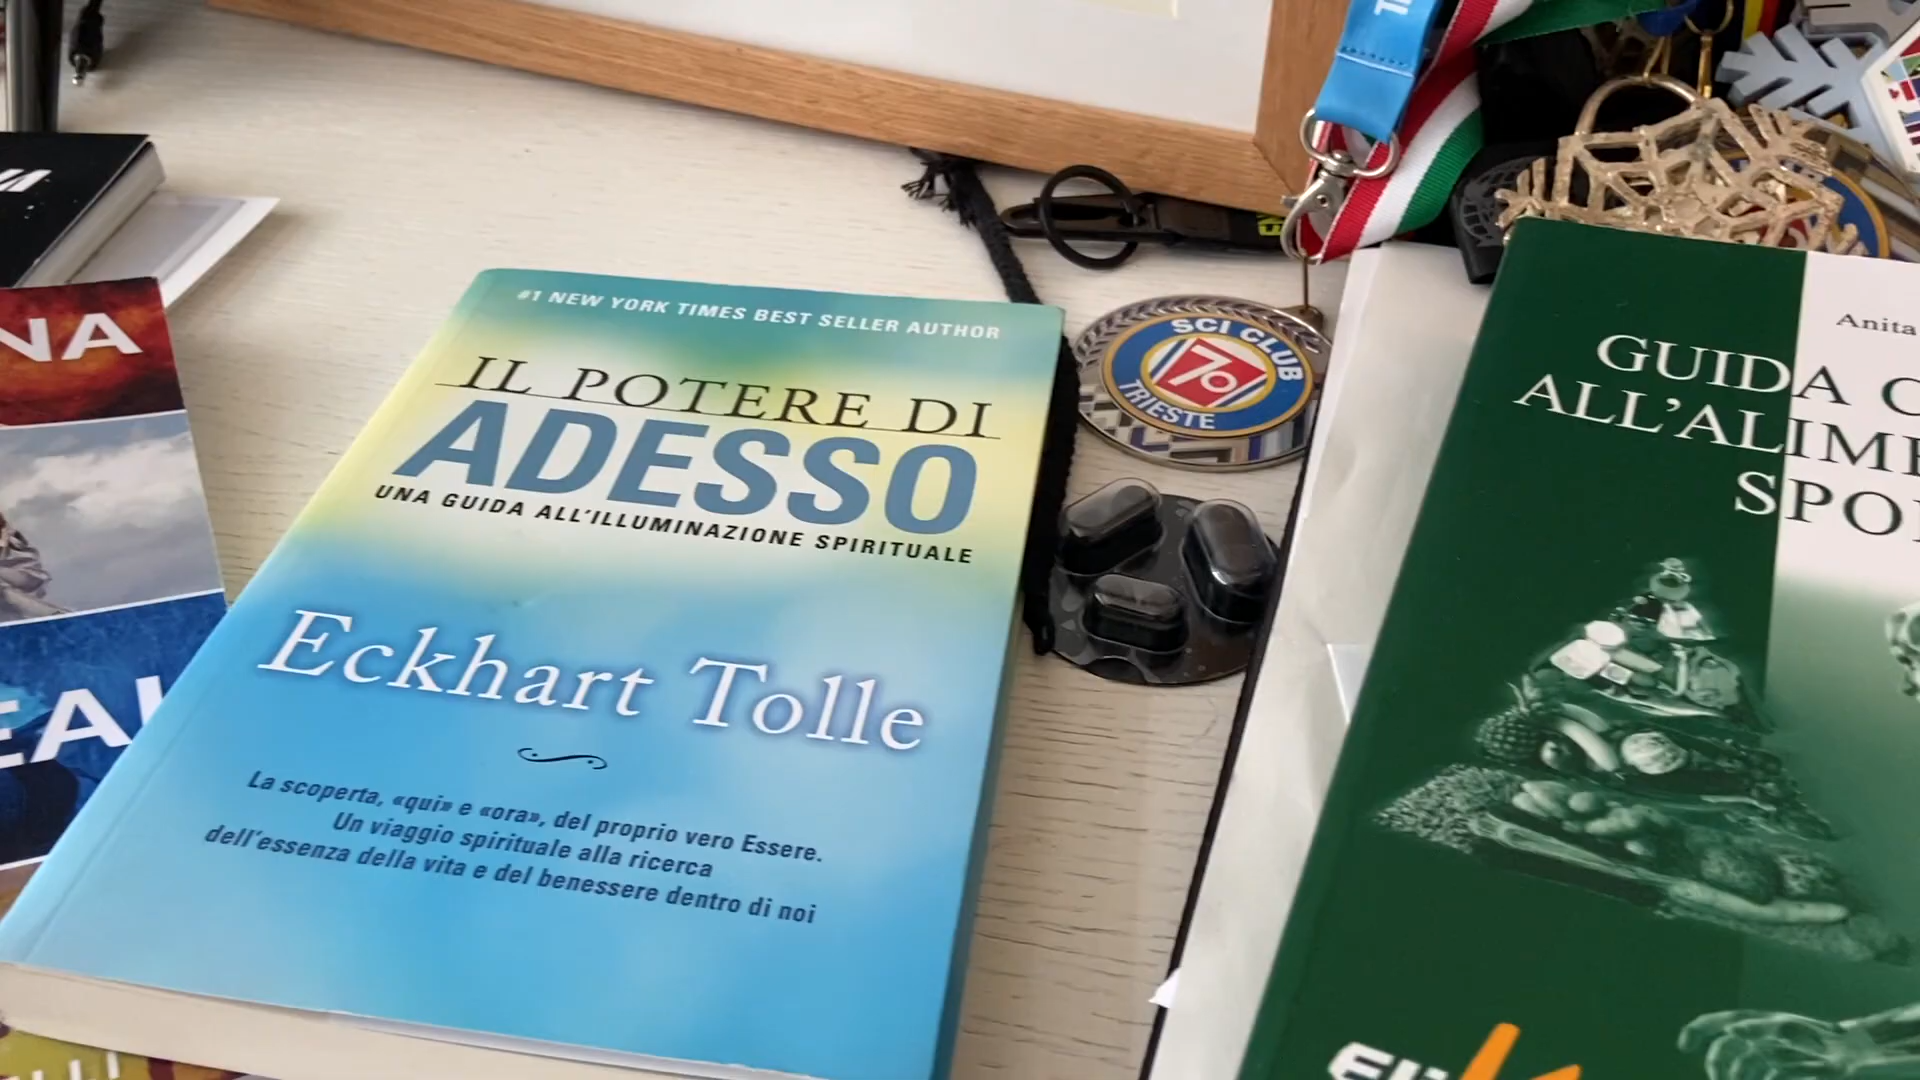 #1 NEW YORK TIMES BEST SELLER AUTHOR
IL POTERE DI
ADESSO
UNA GUIDA ALL'ILLUMINAZIONE SPIRITUALE
Eckhart Tolle
La scoperta, «qui» e «ora», del proprio vero Essere.
Un viaggio spirituale alla ricerca
dell'essenza della vita e del benessere dentro di noi
SCI CLUB
70
TRIESTE
Anita
GUIDA
ALL'ALIM
SPO
NA
EAL